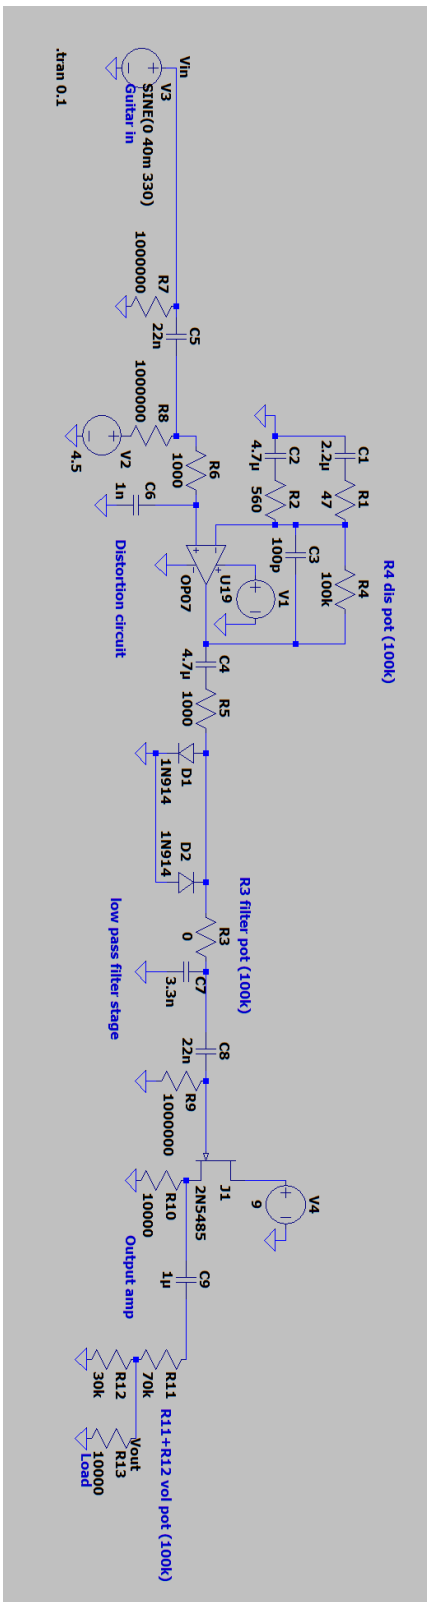 Vin
V3
SINE(0 40m 330)
Guitar in
.tran 0.1
R7
1000000
C5
22n
R8
1000000
V2
4.5
R6
1000
C6
1n
C1
2.2µ
R1
47
C2
4.7µ
R2
560
C3
100p
R4
100k
R4 dis pot (100k)
V1
U19
OP07
Distortion circuit
C4
4.7µ
R5
1000
D1
1N914
D2
1N914
R3 filter pot (100k)
R3
0
C7
3.3n
low pass filter stage
C8
22n
R9
1000000
V4
9
J1
2N5485
R10
10000
Output amp
C9
1µ
R11+R12 vol pot (100k)
R11
70k
R12
30k
Vout
R13
10000
Load